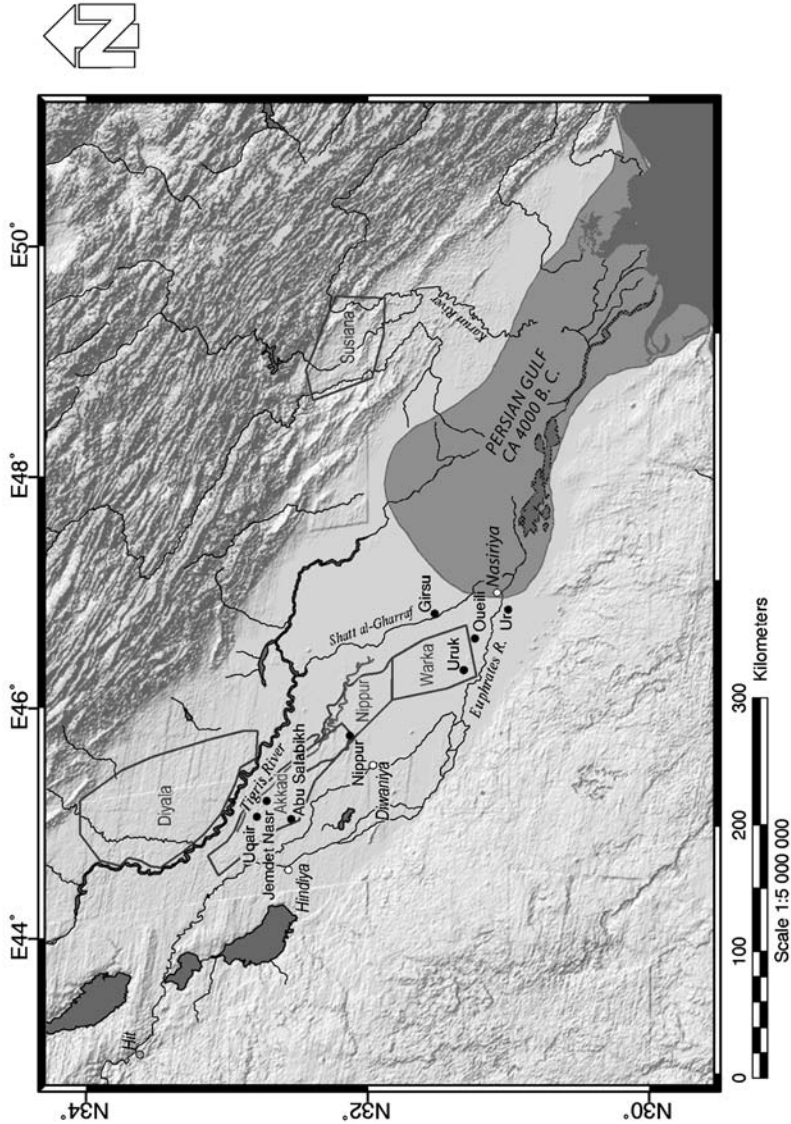 N
E44°
E46°
E48°
E50°
N34°
N32°
N30°
Hit
Diyala
Tigris River
Uqair
Jemdet Nasr
Akkad
Abu Salabikh
Hindiya
Nippur
Nippur
Diwaniya
Shatt al-Gharraf
Girsu
Warka
Uruk
Oueili
Ur
Nasiriya
Euphrates R.
Susiana
Karun River
PERSIAN GULF
CA 4000 B. C.
0
100
200
300
Kilometers
Scale 1:5 000 000